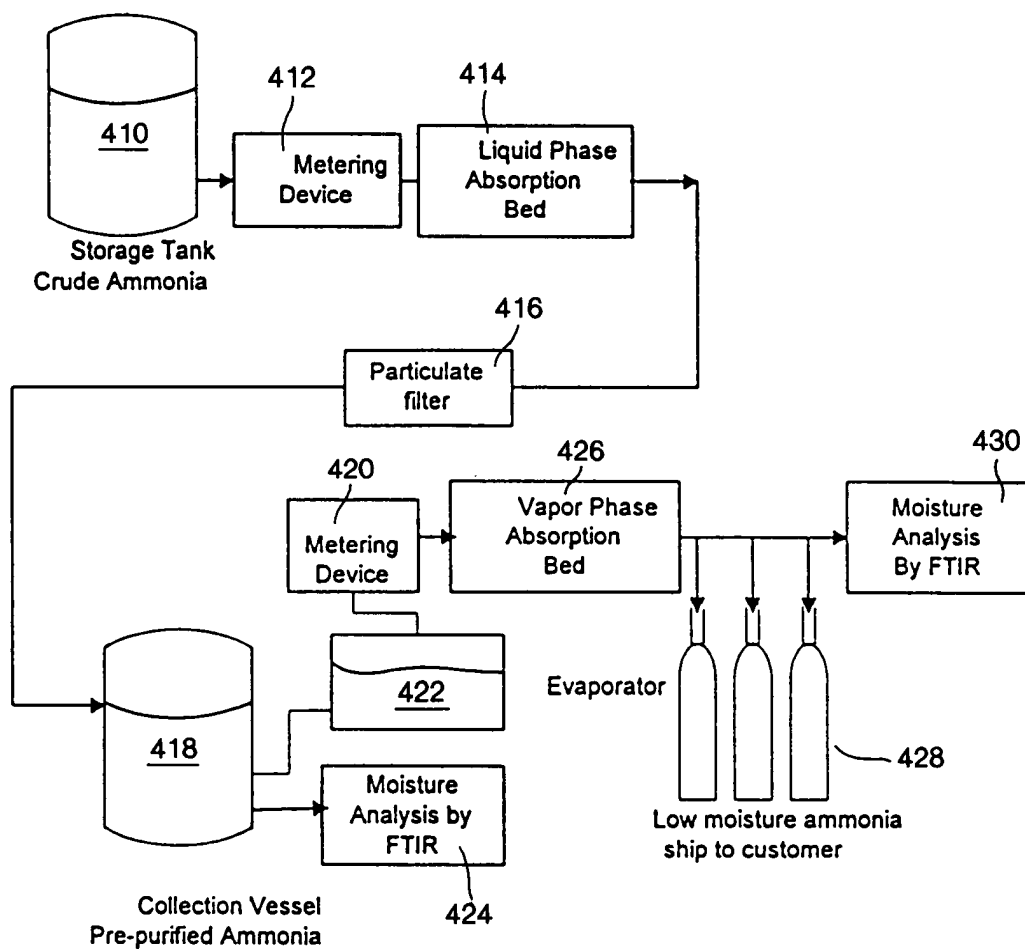 412
414
410
Metering
Device
Liquid Phase
Absorption
Bed
Storage Tank
Crude Ammonia
416
Particulate
filter
420
426
430
Metering
Device
Vapor Phase
Absorption
Bed
Moisture
Analysis
By FTIR
422
Evaporator
418
428
Moisture
Analysis by
FTIR
Low moisture ammonia
ship to customer
424
Collection Vessel
Pre-purified Ammonia